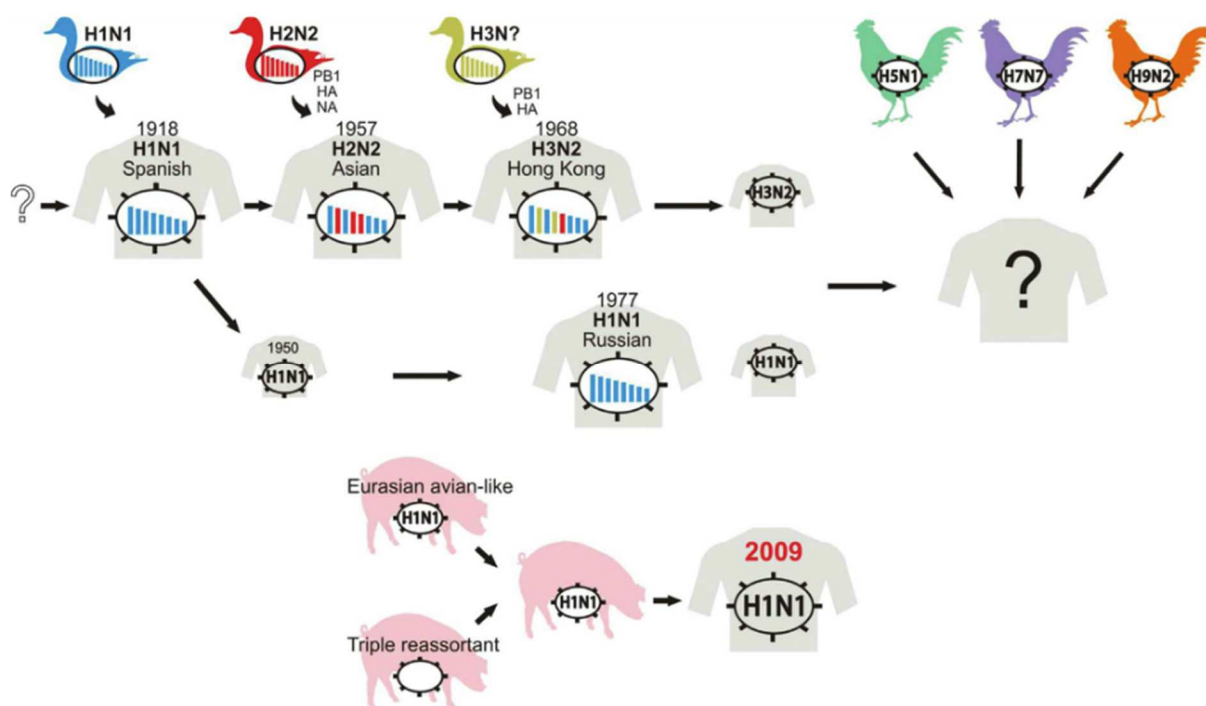 H1N1
H2N2
H3N?
PB1
HA
NA
PB1
HA
H5N1
H7N7
H9N2
1918
H1N1
Spanish
1957
H2N2
Asian
1968
H3N2
Hong Kong
?
H3N2
?
1950
H1N1
1977
H1N1
Russian
H1N1
Eurasian avian-like
H1N1
H1N1
2009
H1N1
Triple reassortant